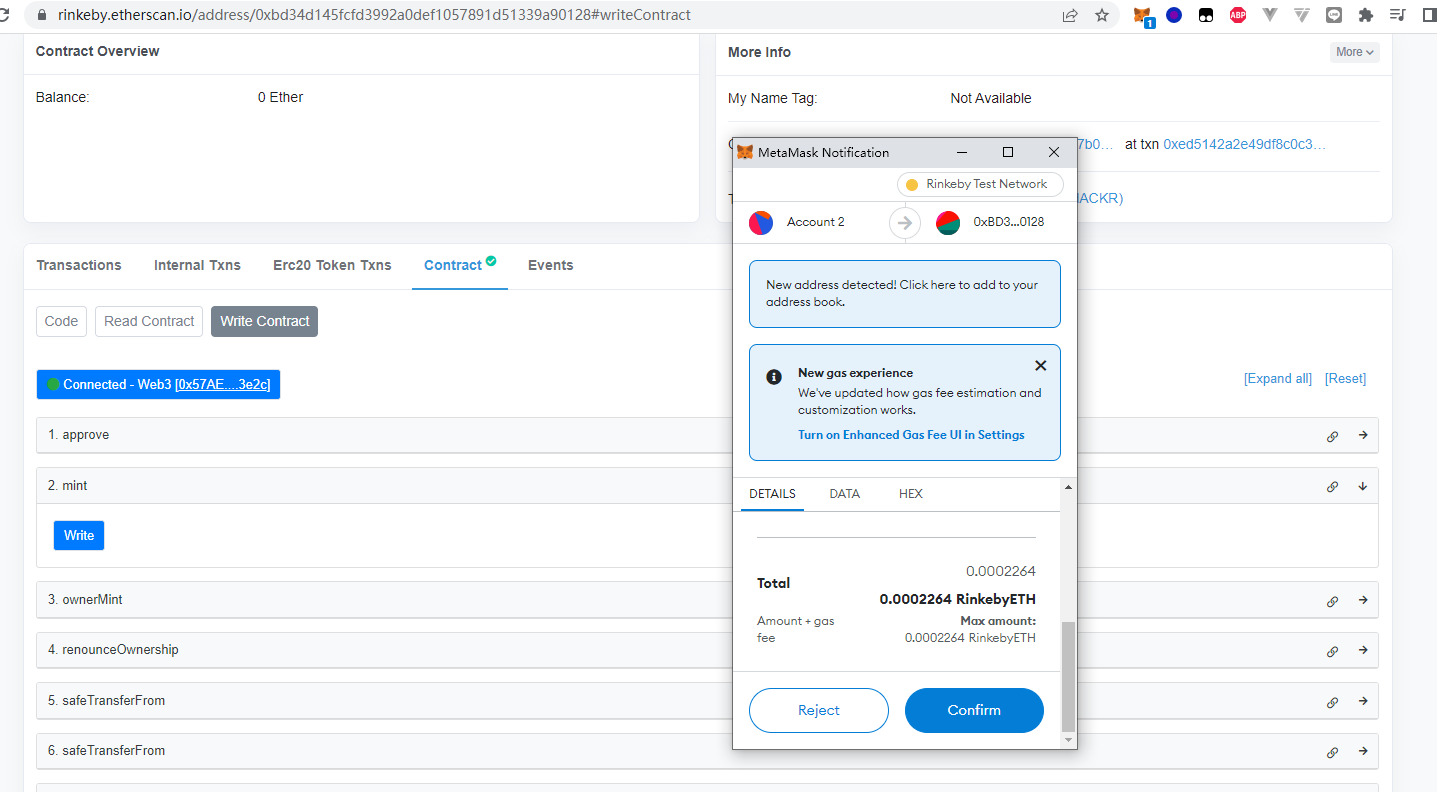 rinkeby.etherscan.io/address/0xbd34d145fcfd3992a0def1057891d51339a90128#writeContract
1
ABP
Contract Overview
Balance:
0 Ether
More Info
More
My Name Tag:
Not Available
7b0...
at txn 0xed5142a2e49df8c0c3...
HACKR)
Transactions
Internal Txns
Erc20 Token Txns
Contract
Events
Code
Read Contract
Write Contract
Connected - Web3 [0x57AE....3e2c]
[Expand all]
[Reset]
1. approve
2. mint
Write
3. ownerMint
4. renounceOwnership
5. safeTransferFrom
6. safeTransferFrom
MetaMask Notification
Rinkeby Test Network
Account 2
0xBD3...0128
New address detected! Click here to add to your
address book.
New gas experience
We've updated how gas fee estimation and
customization works.
Turn on Enhanced Gas Fee UI in Settings
DETAILS
DATA
HEX
0.0002264
Total
0.0002264 RinkebyETH
Amount + gas
fee
Max amount:
0.0002264 RinkebyETH
Reject
Confirm